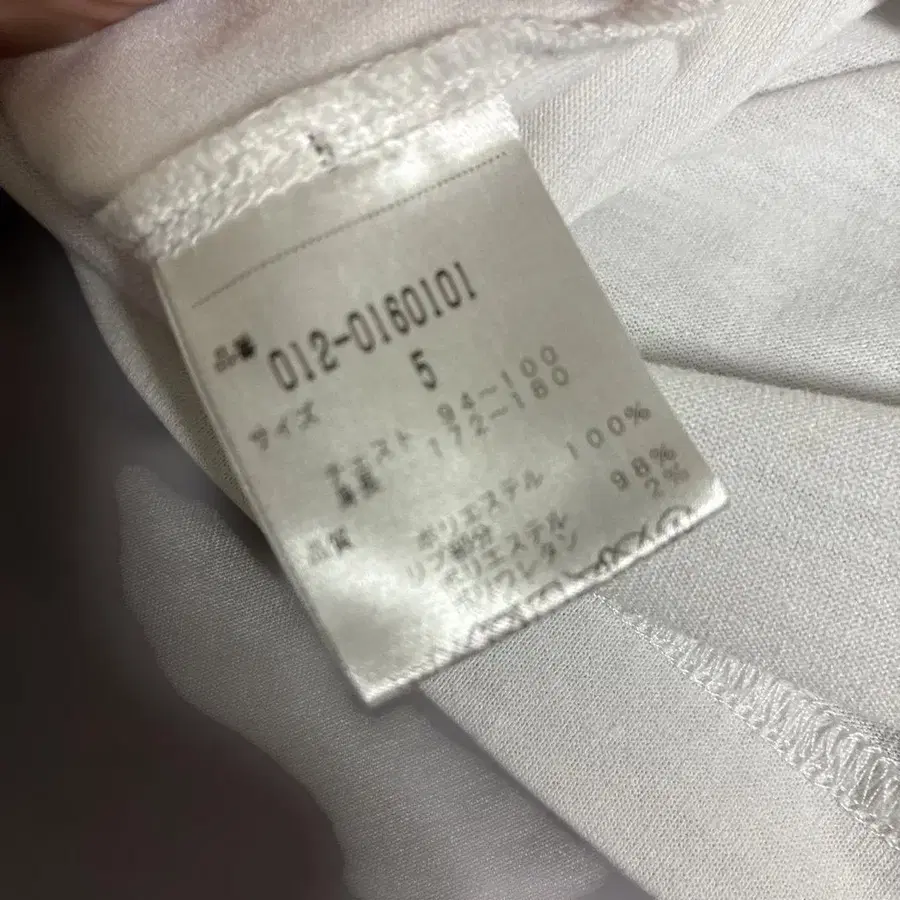 品番 012-0160101
サイズ 5
チェスト 94~100
身長 172~180
品質 ポリエステル 100%
リブ部分
ポリエステル 98%
ポリウレタン 2%